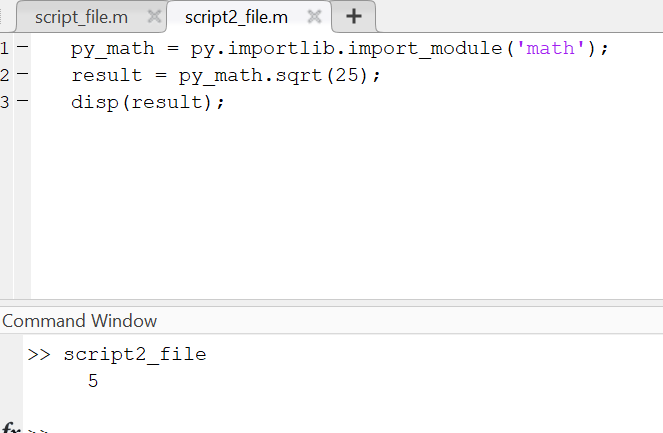 script_file.m script2_file.m
1 py_math = py.importlib.import_module('math');
2 result = py_math.sqrt(25);
3 disp(result);
Command Window
>> script2_file
5
fx >>